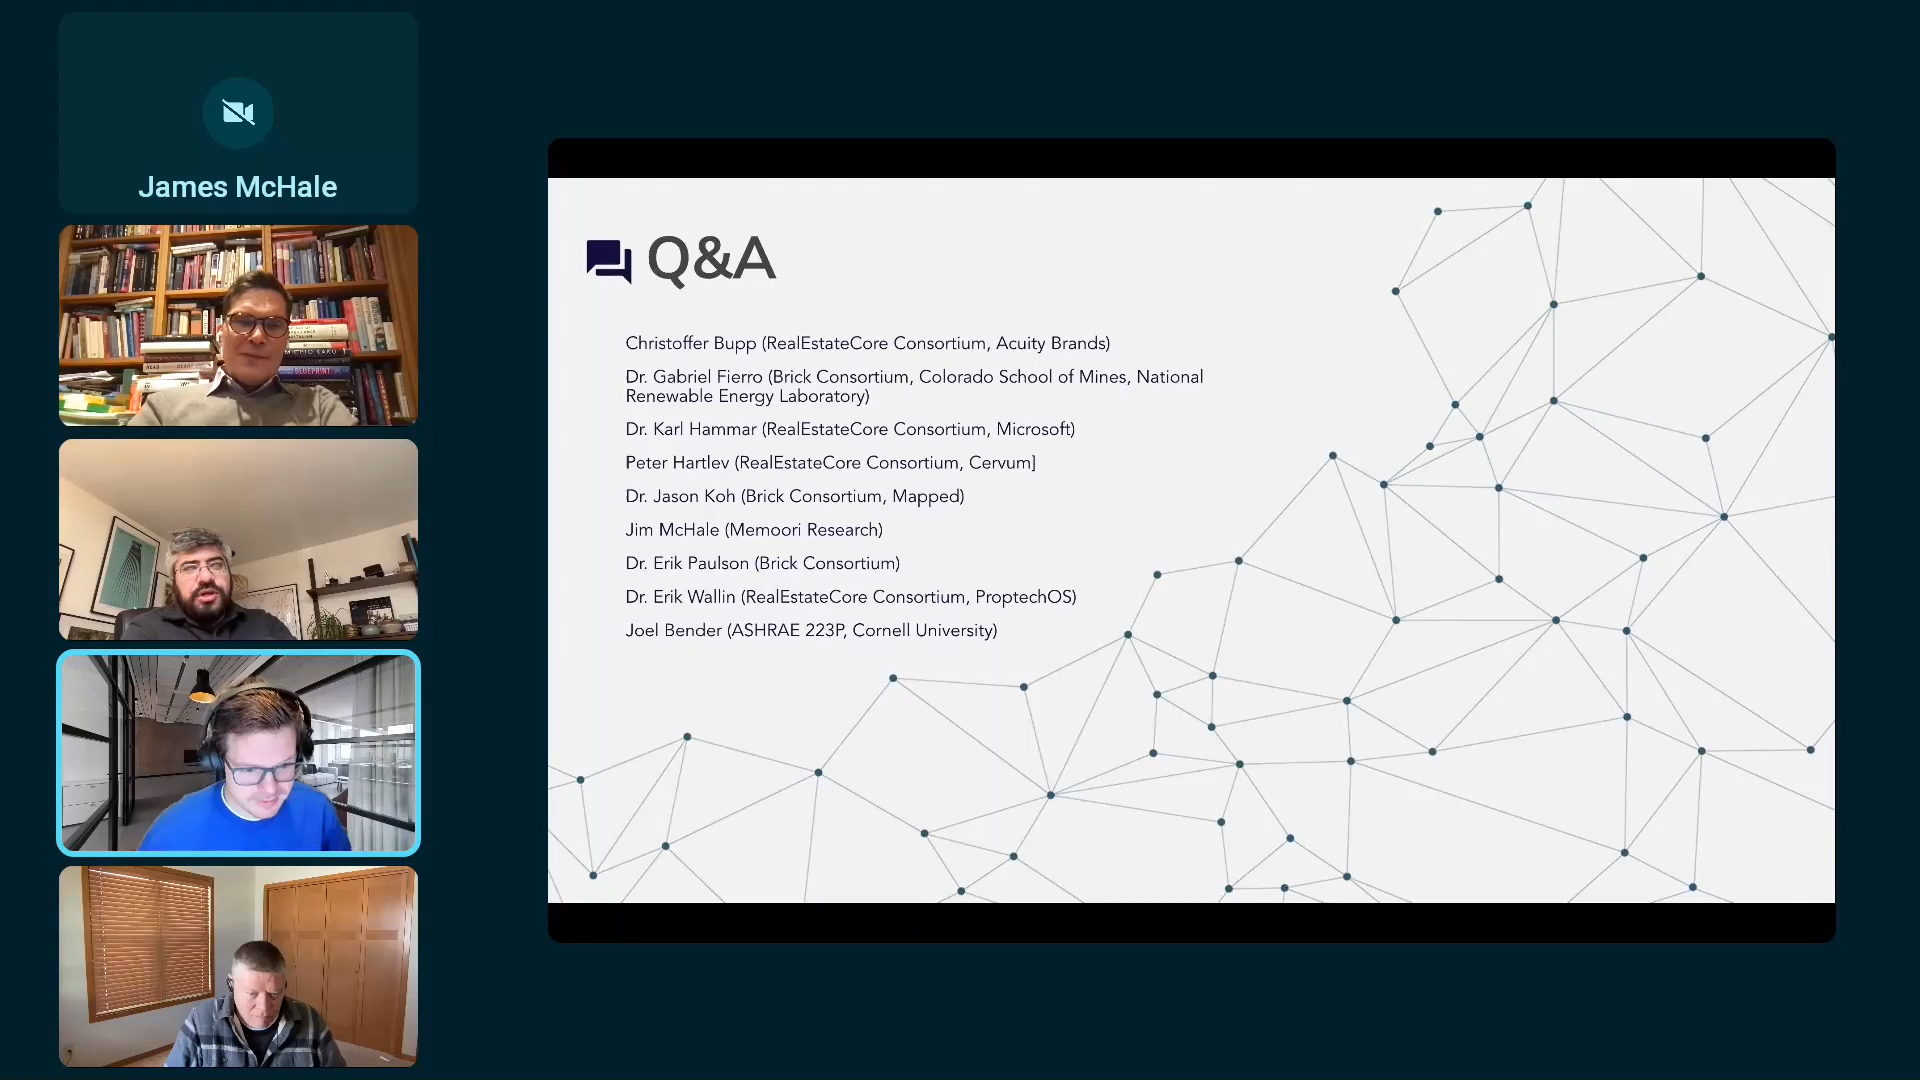 James McHale
Q&A
Christoffer Bupp (RealEstateCore Consortium, Acuity Brands)
Dr. Gabriel Fierro (Brick Consortium, Colorado School of Mines, National
Renewable Energy Laboratory)
Dr. Karl Hammar (RealEstateCore Consortium, Microsoft)
Peter Hartlev (RealEstateCore Consortium, Cervum]
Dr. Jason Koh (Brick Consortium, Mapped)
Jim McHale (Memoori Research)
Dr. Erik Paulson (Brick Consortium)
Dr. Erik Wallin (RealEstateCore Consortium, ProptechOS)
Joel Bender (ASHRAE 223P, Cornell University)
BLUEPRINT